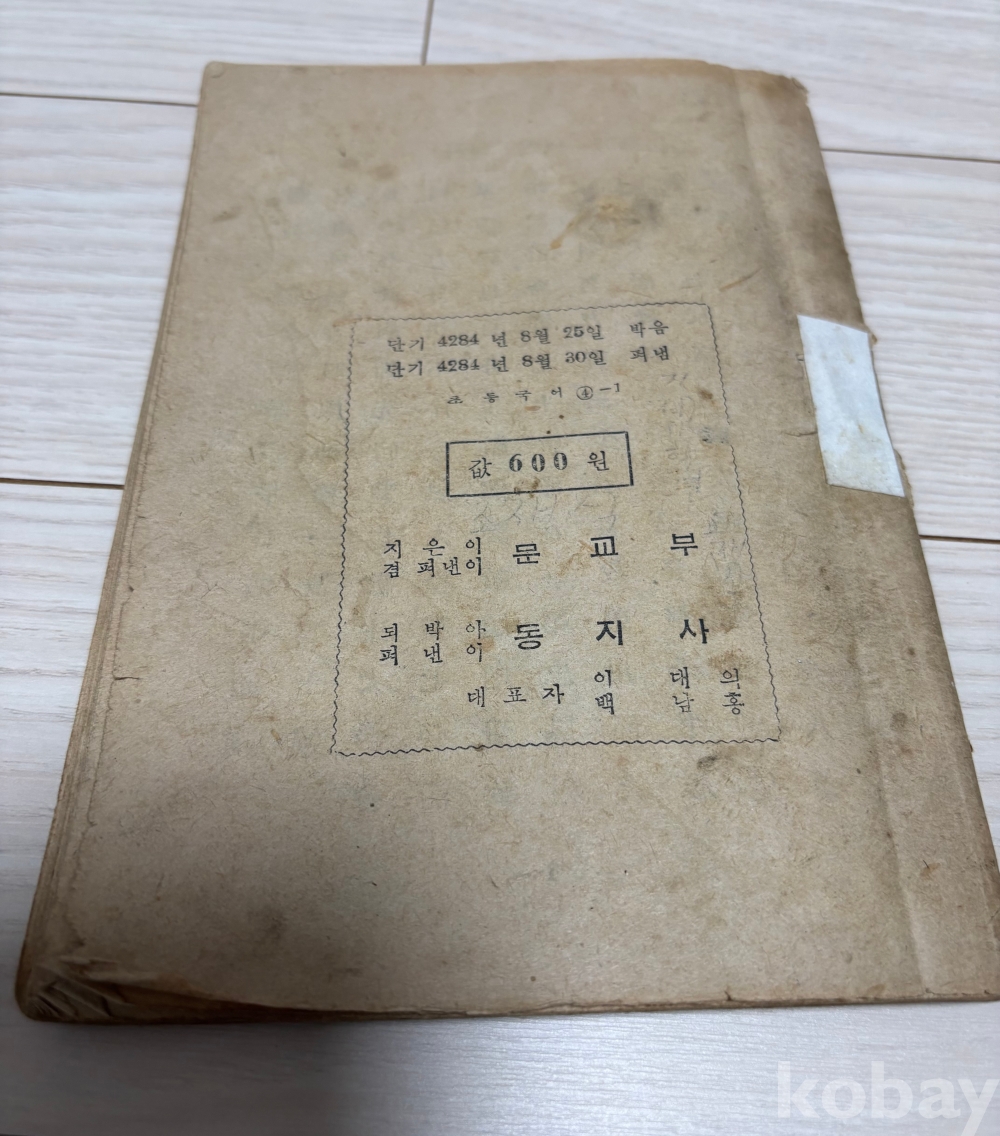 단기 4284 년 8월 25일 박음
단기 4284 년 8월 30일 펴냄
초 등 국 어 ④-1
값 600 원
지 은 이
겸 펴낸이
문 교 부
되 박 아
펴 낸 이
동 지 사
대 표 자
이 대 의
백 남 홍
kobay